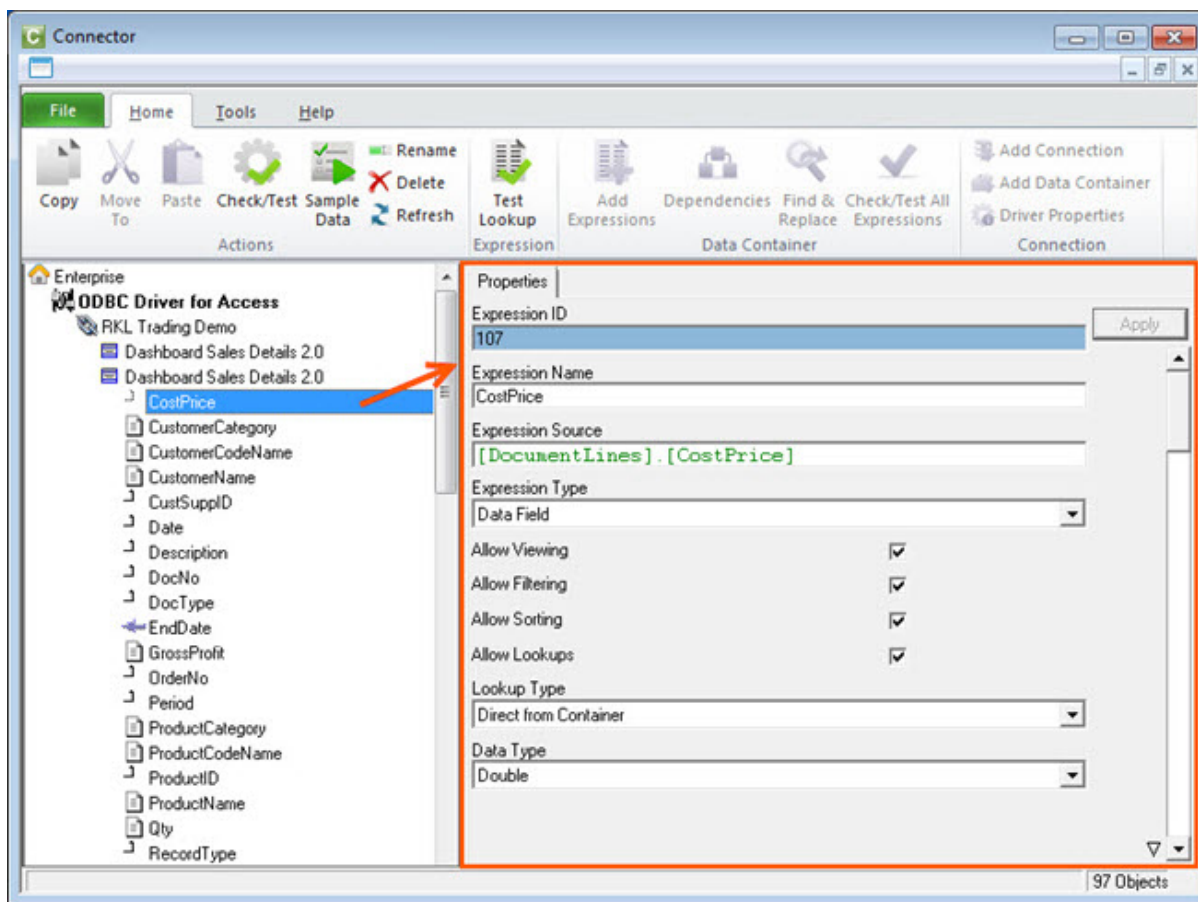 Connector
File Home Tools Help
Copy Move To Paste Check/Test Sample Data Rename Delete Refresh
Test Lookup Add Expressions Dependencies Find & Replace Check/Test All Expressions
Add Connection
Add Data Container
Driver Properties
Actions Expression Data Container Connection
Enterprise
ODBC Driver for Access
RKL Trading Demo
Dashboard Sales Details 2.0
Dashboard Sales Details 2.0
CostPrice
CustomerCategory
CustomerCodeName
CustomerName
CustSuppID
Date
Description
DocNo
DocType
EndDate
GrossProfit
OrderNo
Period
ProductCategory
ProductCodeName
ProductID
ProductName
Qty
RecordType
Properties
Expression ID
107
Apply
Expression Name
CostPrice
Expression Source
[DocumentLines].[CostPrice]
Expression Type
Data Field
Allow Viewing
Allow Filtering
Allow Sorting
Allow Lookups
Lookup Type
Direct from Container
Data Type
Double
97 Objects